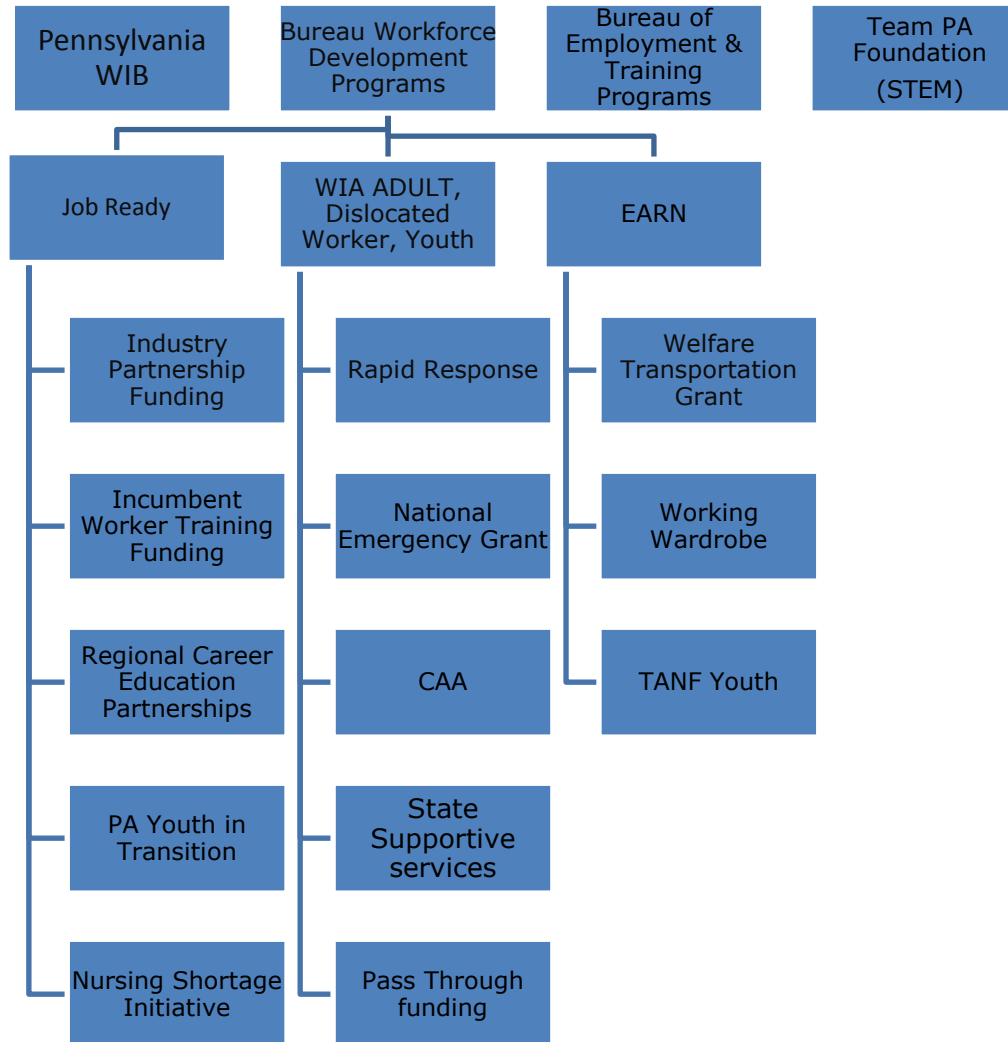 Pennsylvania
WIB
Bureau Workforce
Development
Programs
Bureau of
Employment &
Training
Programs
Team PA
Foundation
(STEM)
Job Ready
WIA ADULT,
Dislocated
Worker, Youth
EARN
Industry
Partnership
Funding
Rapid Response
Welfare
Transportation
Grant
Incumbent
Worker Training
Funding
National
Emergency Grant
Working
Wardrobe
Regional Career
Education
Partnerships
CAA
TANF Youth
PA Youth in
Transition
State
Supportive
services
Nursing Shortage
Initiative
Pass Through
funding